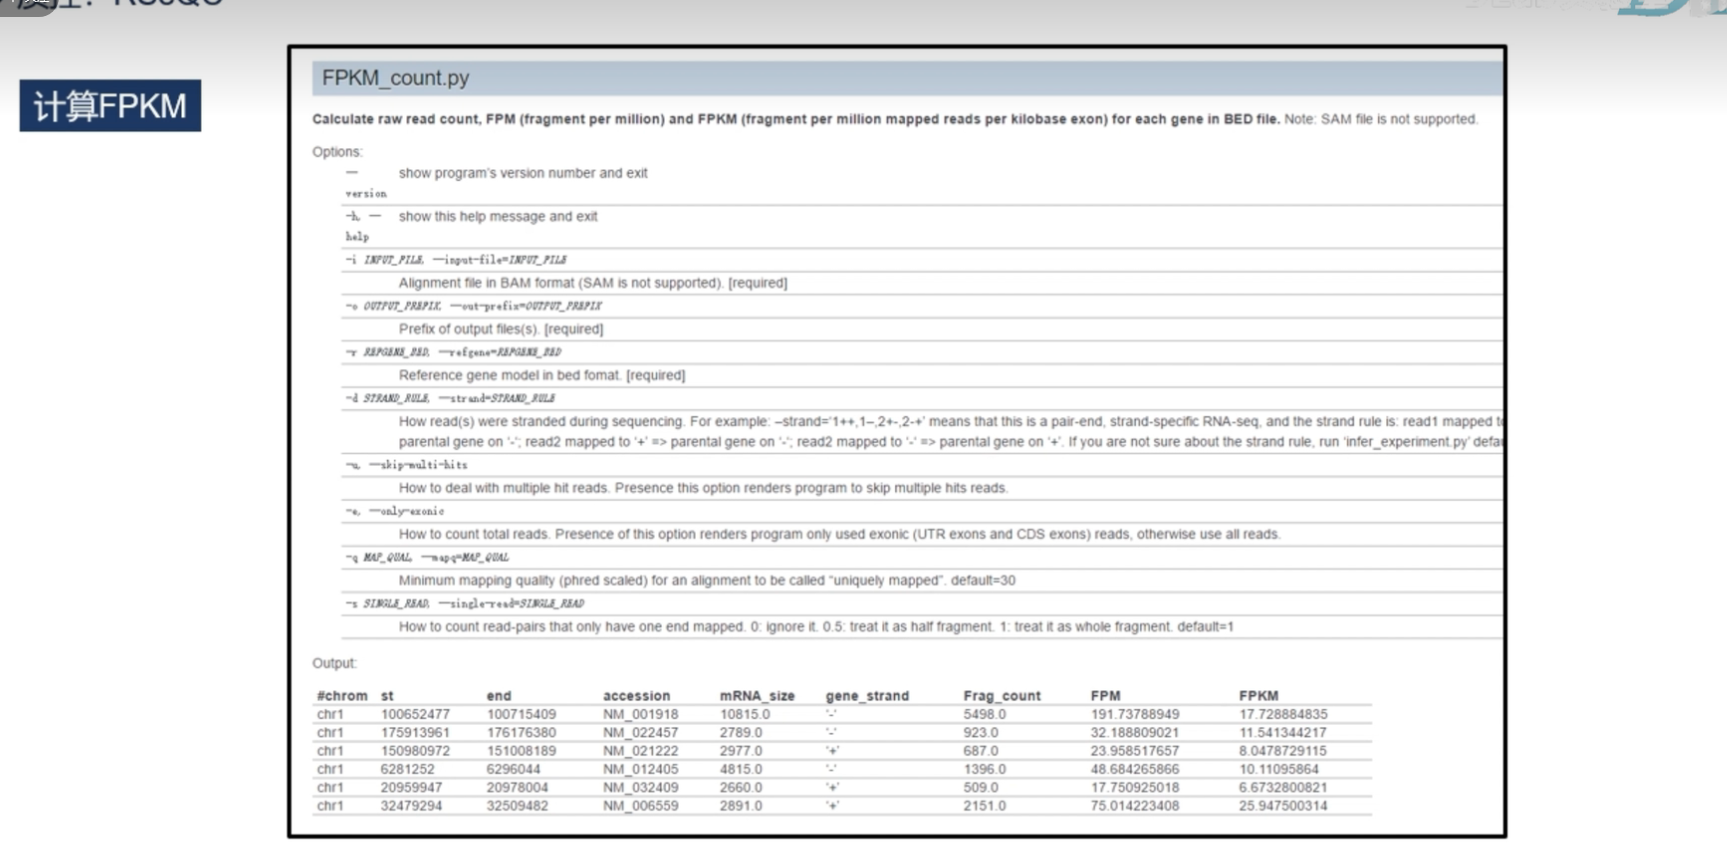 计算FPKM
FPKM_count.py
Calculate raw read count, FPM (fragment per million) and FPKM (fragment per million mapped reads per kilobase exon) for each gene in BED file. Note: SAM file is not supported.
Options:
— show program's version number and exit
version
-h, — show this help message and exit
help
-i INPUT_FILE, —input-file=INPUT_FILE
Alignment file in BAM format (SAM is not supported). [required]
-o OUTPUT_PREFIX, —out-prefix=OUTPUT_PREFIX
Prefix of output files(s). [required]
-r REFGENE_BED, —refgene=REFGENE_BED
Reference gene model in bed fomat. [required]
-d STRAND_RULE, —strand=STRAND_RULE
How read(s) were stranded during sequencing. For example: –strand='1++,1–,2+-,2-+' means that this is a pair-end, strand-specific RNA-seq, and the strand rule is: read1 mapped
parental gene on '-'; read2 mapped to '+' => parental gene on '-'; read2 mapped to '-' => parental gene on '+'. If you are not sure about the strand rule, run 'infer_experiment.py'
-u, —skip-multi-hits
How to deal with multiple hit reads. Presence this option renders program to skip multiple hits reads.
-e, —only-exonic
How to count total reads. Presence of this option renders program only used exonic (UTR exons and CDS exons) reads, otherwise use all reads.
-q MAP_QUAL, —mapq=MAP_QUAL
Minimum mapping quality (phred scaled) for an alignment to be called "uniquely mapped". default=30
-s SINGLE_READ, —single-read=SINGLE_READ
How to count read-pairs that only have one end mapped. 0: ignore it. 0.5: treat it as half fragment. 1: treat it as whole fragment. default=1
Output:
#chrom st end accession mRNA_size gene_strand Frag_count FPM FPKM
chr1 100652477 100715409 NM_001918 10815.0 '-' 5498.0 191.73788949 17.728884835
chr1 175913961 176176380 NM_022457 2789.0 '-' 923.0 32.188809021 11.541344217
chr1 150980972 151008189 NM_021222 2977.0 '+' 687.0 23.958517657 8.0478729115
chr1 6281252 6296044 NM_012405 4815.0 '-' 1396.0 48.684265866 10.11095864
chr1 20959947 20978004 NM_032409 2660.0 '+' 509.0 17.750925018 6.6732800821
chr1 32479294 32509482 NM_006559 2891.0 '+' 2151.0 75.014223408 25.947500314